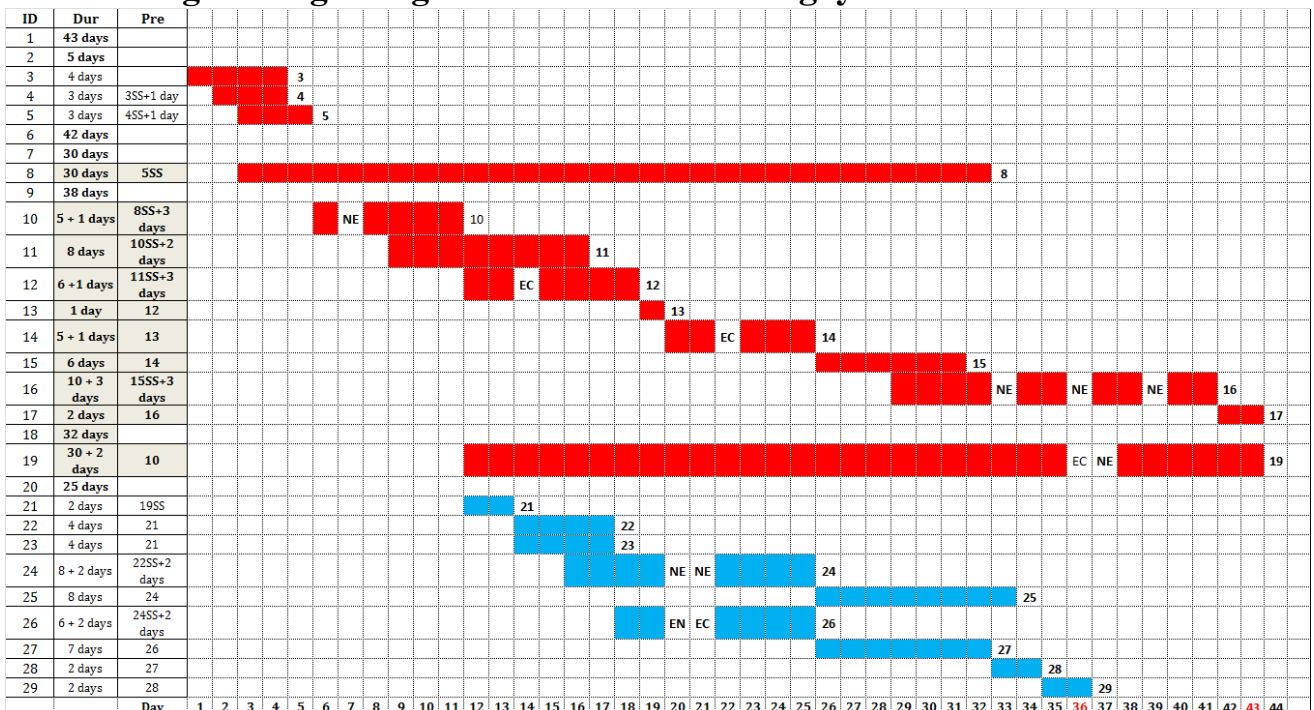 ID Dur Pre
1 43 days
2 5 days
3 4 days 3
4 3 days 3SS+1 day 4
5 3 days 4SS+1 day 5
6 42 days
7 30 days
8 30 days 5SS 8
9 38 days
10 5 + 1 days 8SS+3 days NE 10
11 8 days 10SS+2 days 11
12 6 +1 days 11SS+3 days EC 12
13 1 day 12 13
14 5 + 1 days 13 EC 14
15 6 days 14 15
16 10 + 3 days 15SS+3 days NE NE NE 16
17 2 days 16 17
18 32 days
19 30 + 2 days 10 EC NE 19
20 25 days
21 2 days 19SS 21
22 4 days 21 22
23 4 days 21 23
24 8 + 2 days 22SS+2 days NE NE 24
25 8 days 24 25
26 6 + 2 days 24SS+2 days EN EC 26
27 7 days 26 27
28 2 days 27 28
29 2 days 28 29
Day 1 2 3 4 5 6 7 8 9 10 11 12 13 14 15 16 17 18 19 20 21 22 23 24 25 26 27 28 29 30 31 32 33 34 35 36 37 38 39 40 41 42 43 44